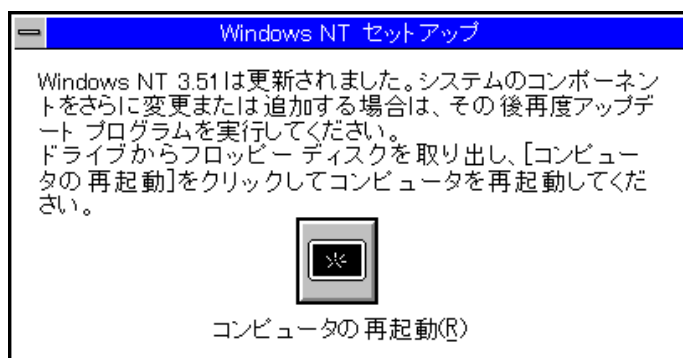 Windows NT セットアップ
Windows NT 3.51は更新されました。システムのコンポーネン
トをさらに変更または追加する場合は、その後再度アップデ
ート プログラムを実行してください。
ドライブからフロッピー ディスクを取り出し、[コンピュー
タの再起動]をクリックしてコンピュータを再起動してくだ
さい。
コンピュータの再起動(R)